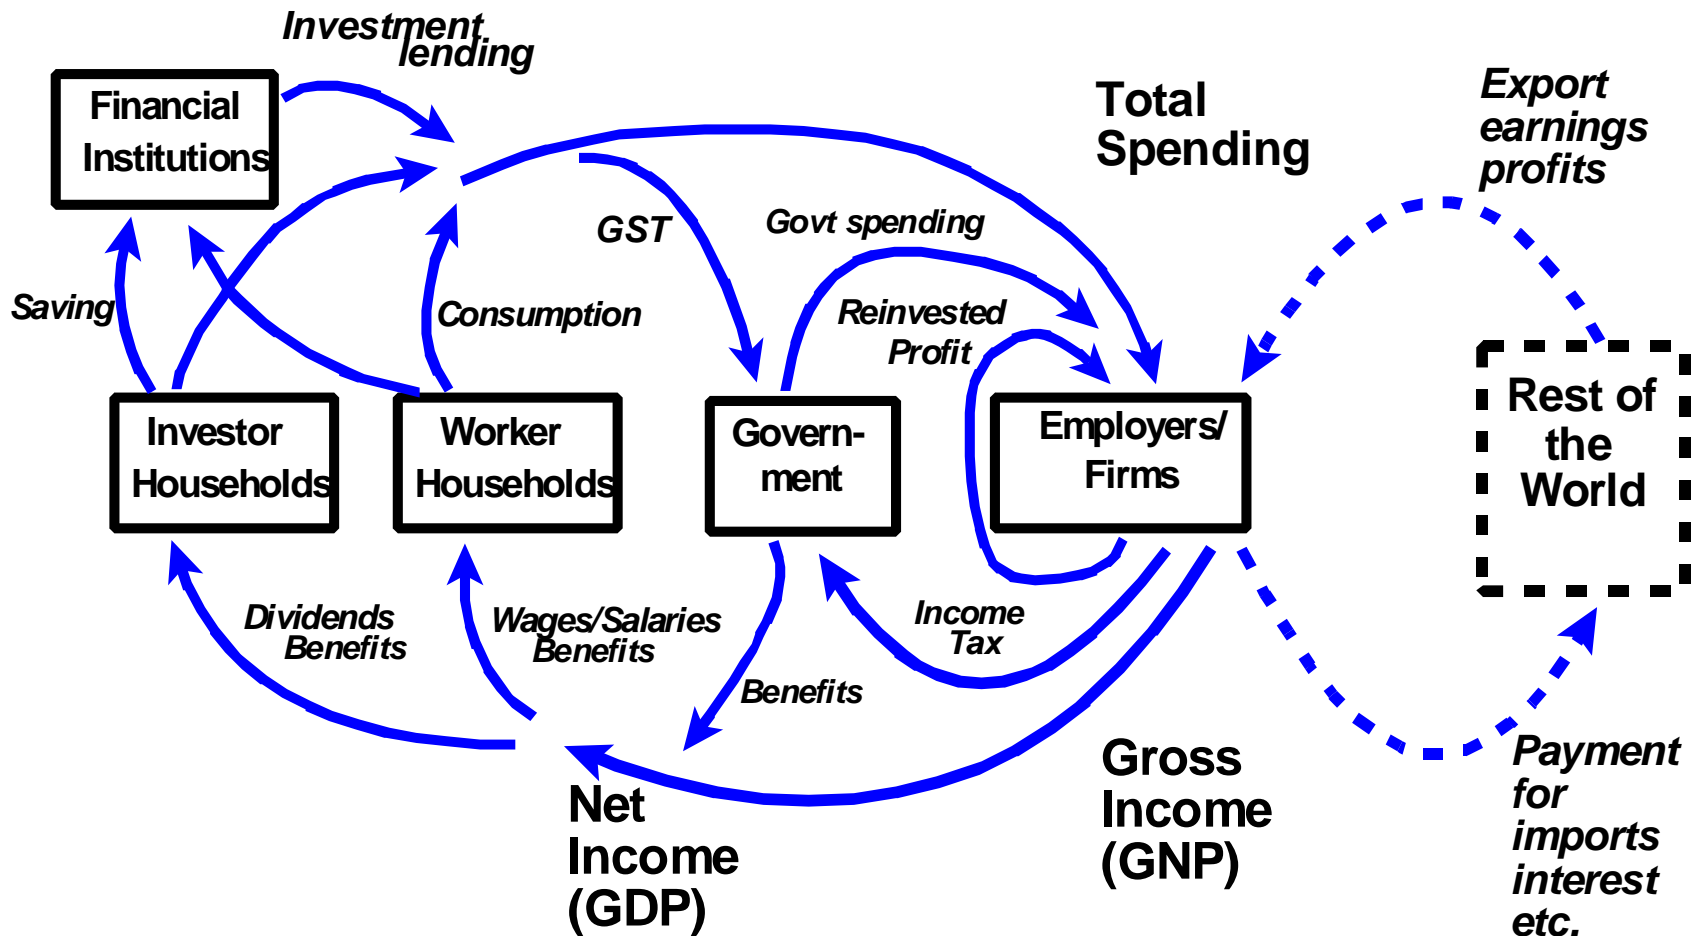 Investment
lending
Financial
Institutions
Total
Spending
Export
earnings
profits
GST
Govt spending
Saving
Consumption
Reinvested
Profit
Investor
Households
Worker
Households
Govern-
ment
Employers/
Firms
Rest of
the
World
Dividends
Benefits
Wages/Salaries
Benefits
Income
Tax
Benefits
Net
Income
(GDP)
Gross
Income
(GNP)
Payment
for
imports
interest
etc.